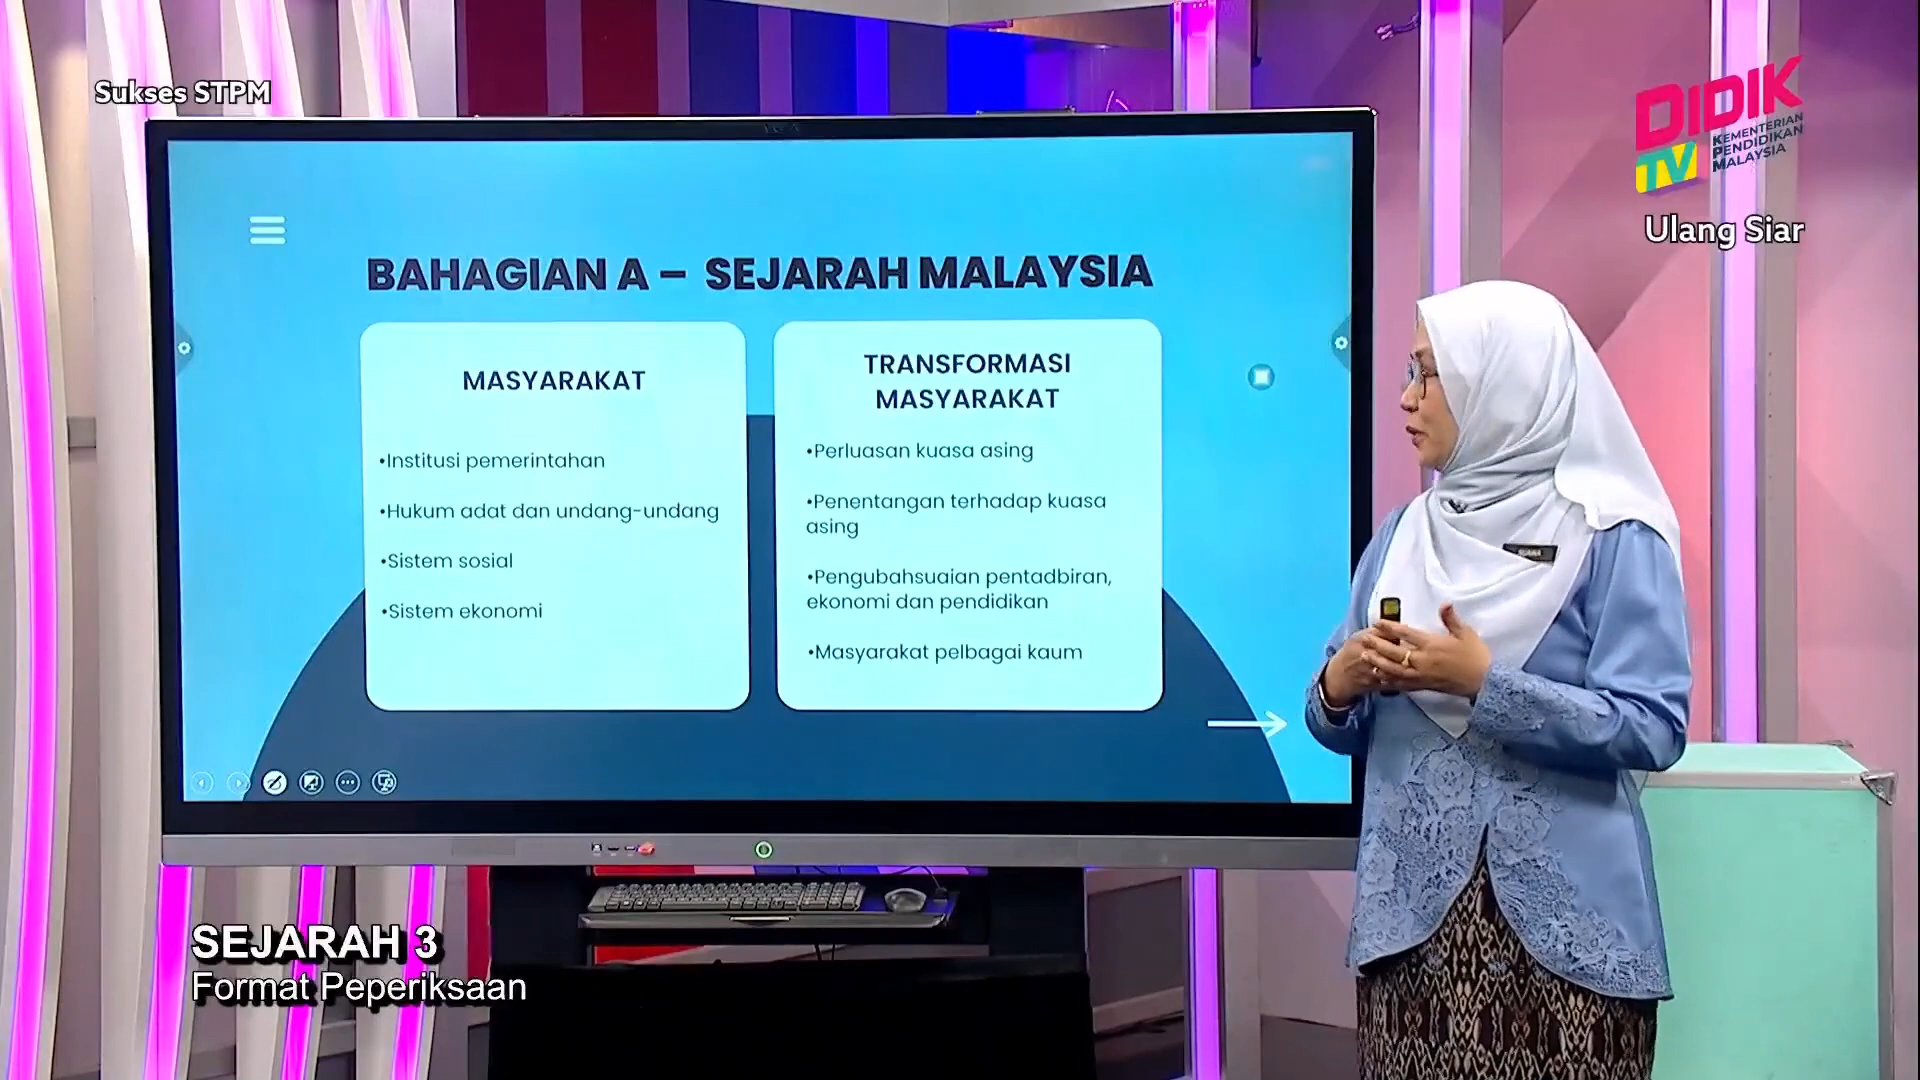 Sukses STPM
DIDIK
TV
KEMENTERIAN
PENDIDIKAN
MALAYSIA
Ulang Siar
BAHAGIAN A – SEJARAH MALAYSIA
MASYARAKAT
•Institusi pemerintahan
•Hukum adat dan undang-undang
•Sistem sosial
•Sistem ekonomi
TRANSFORMASI
MASYARAKAT
•Perluasan kuasa asing
•Penentangan terhadap kuasa
asing
•Pengubahsuaian pentadbiran,
ekonomi dan pendidikan
•Masyarakat pelbagai kaum
SEJARAH 3
Format Peperiksaan